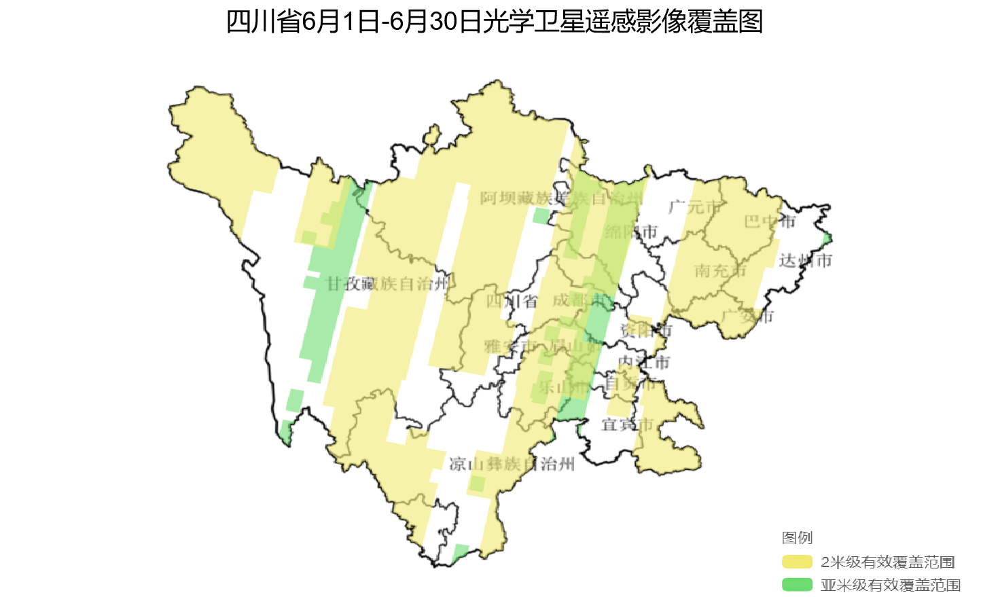 四川省6月1日-6月30日光学卫星遥感影像覆盖图
阿坝藏族羌族自治州
广元市
巴中市
绵阳市
达州市
南充市
甘孜藏族自治州
四川省
成都市
广安市
资阳市
雅安市
眉山市
内江市
自贡市
乐山市
宜宾市
凉山彝族自治州
图例
2米级有效覆盖范围
亚米级有效覆盖范围